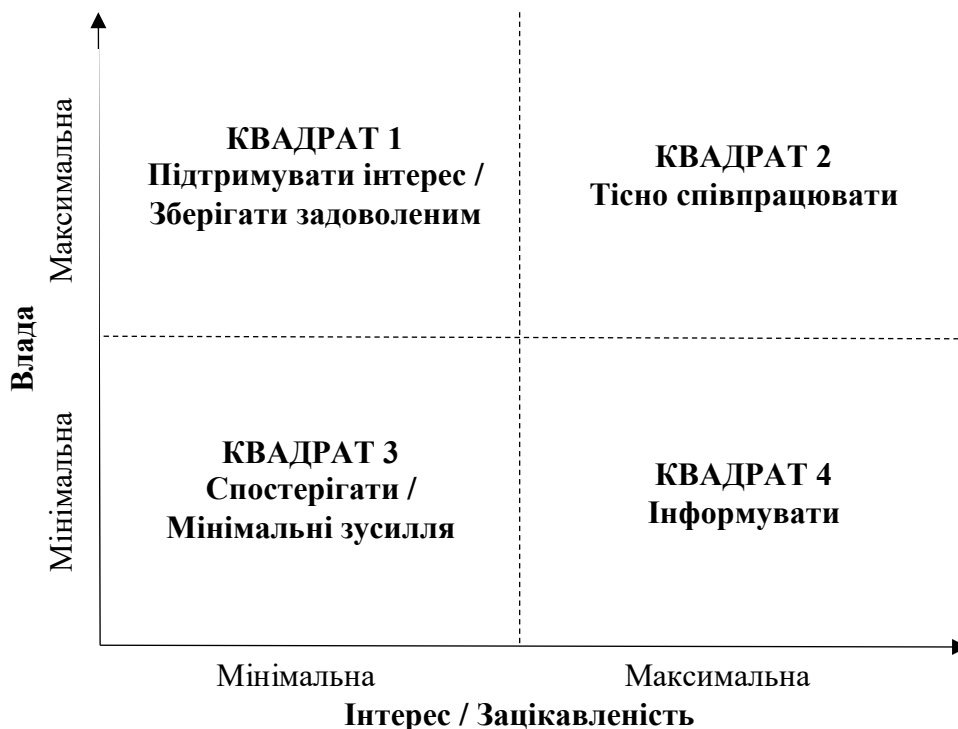 Влада
Максимальна
Мінімальна
КВАДРАТ 1
Підтримувати інтерес /
Зберігати задоволеним
КВАДРАТ 2
Тісно співпрацювати
КВАДРАТ 3
Спостерігати /
Мінімальні зусилля
КВАДРАТ 4
Інформувати
Мінімальна
Максимальна
Інтерес / Зацікавленість